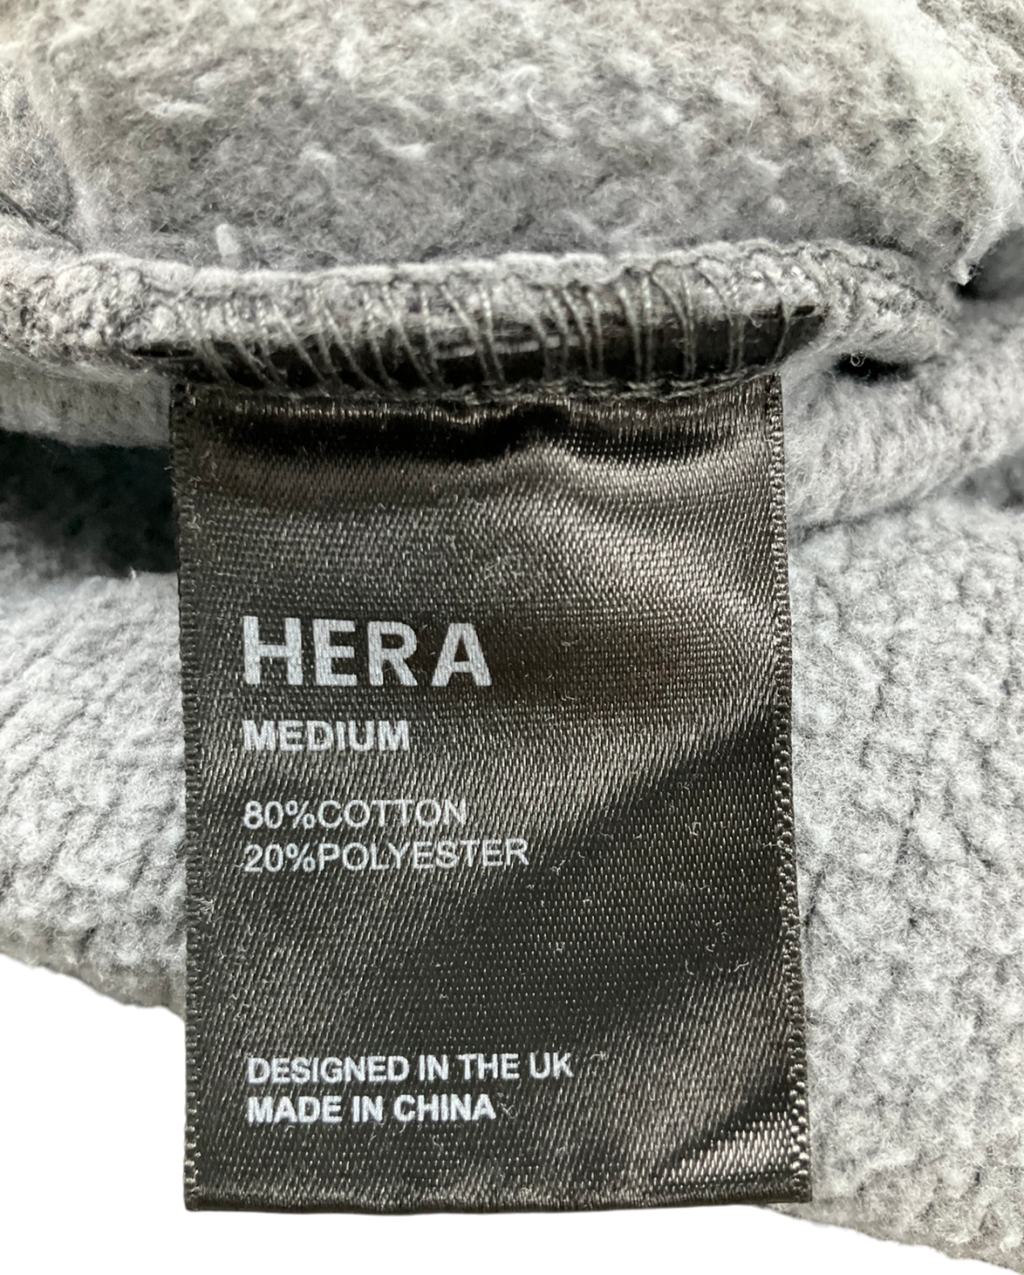 HERA
MEDIUM
80%COTTON
20%POLYESTER
DESIGNED IN THE UK
MADE IN CHINA